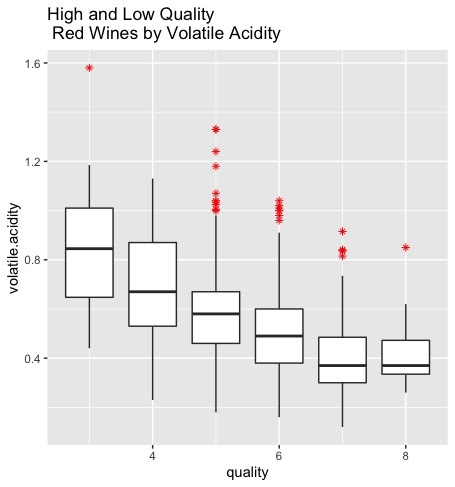 High and Low Quality
Red Wines by Volatile Acidity
1.6
1.2
0.8
0.4
volatile.acidity
4 6 8
quality